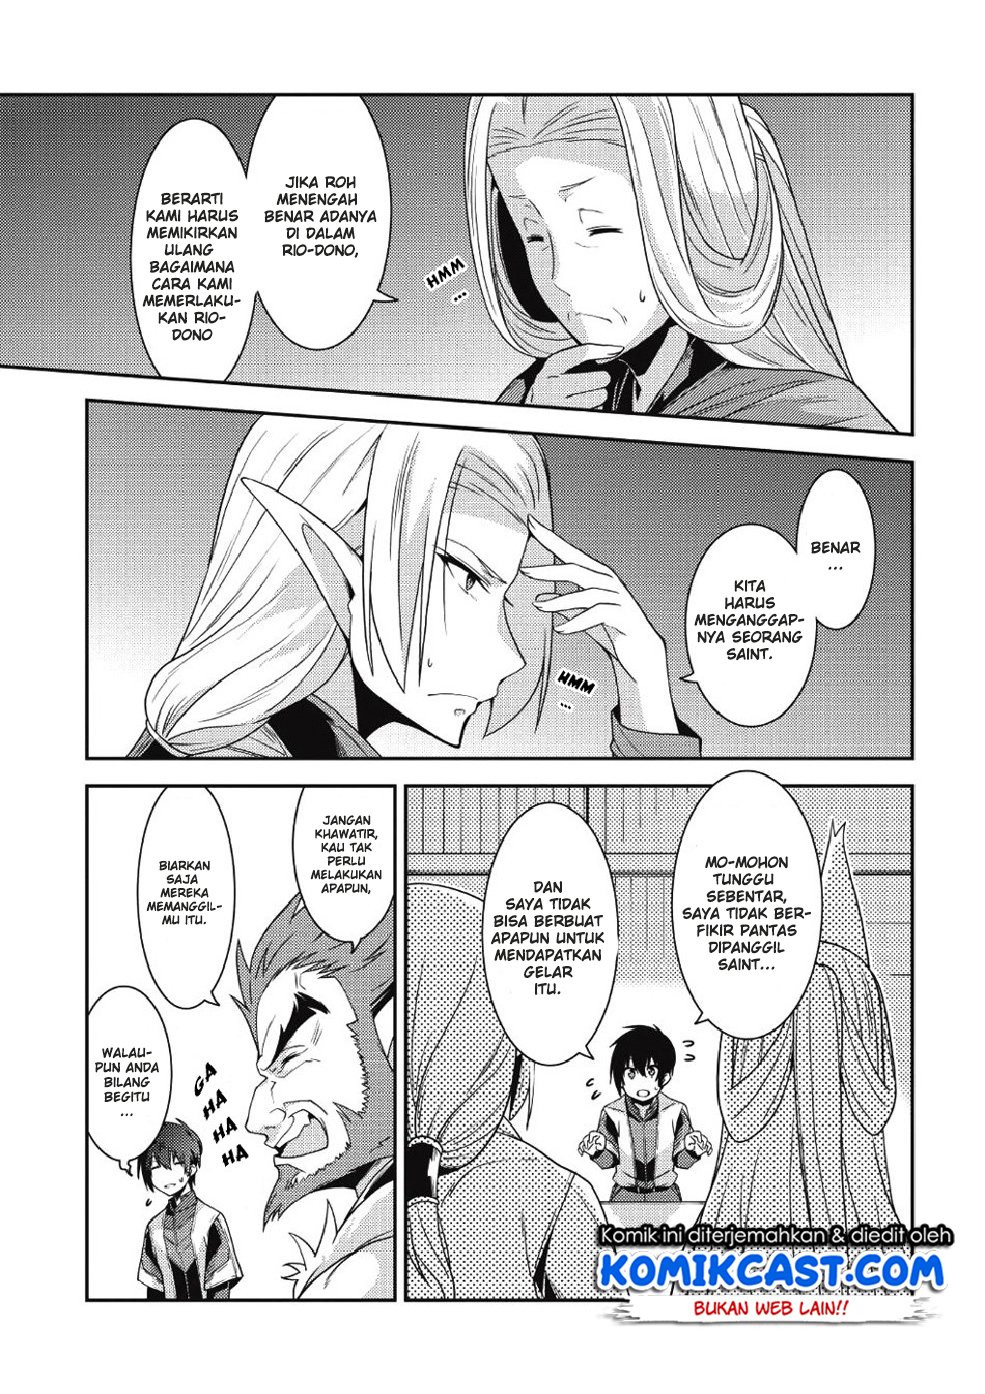 JIKA ROH
MENENGAH
BENAR ADANYA
DI DALAM
RIO-DONO,
BERARTI
KAMI HARUS
MEMIKIRKAN
ULANG
BAGAIMANA
CARA KAMI
MEMERLAKU-
KAN RIO-
DONO
HMM
...
BENAR
...
KITA
HARUS
MENGANGGAP-
NYA SEORANG
SAINT.
HMM
...
MO-MOHON
TUNGGU
SEBENTAR,
SAYA TIDAK BER-
FIKIR PANTAS
DIPANGGIL
SAINT...
DAN
SAYA TIDAK
BISA BERBUAT
APAPUN UNTUK
MENDAPATKAN
GELAR
ITU.
JANGAN
KHAWATIR,
KAU TAK
PERLU
MELAKUKAN
APAPUN,
BIARKAN
SAJA
MEREKA
MEMANGGIL-
MU ITU.
GA
HA
HA
HA
WALAU-
PUN ANDA
BILANG
BEGITU
...
Komik ini diterjemahkan & diedit oleh
KOMIKCAST.COM
BUKAN WEB LAIN!!